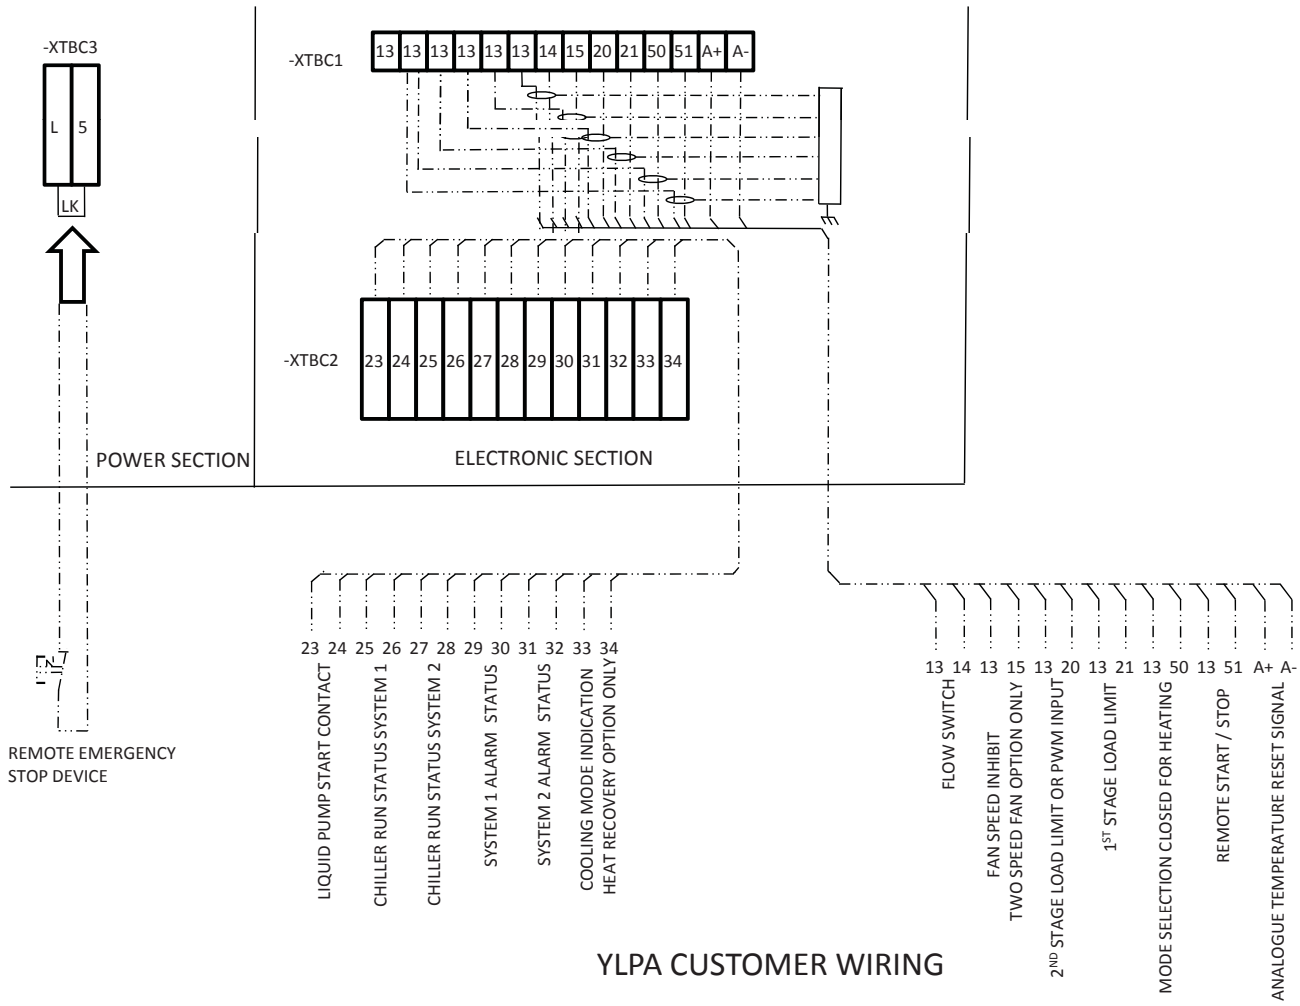 -XTBC3
L 5
LK
-XTBC1
13 13 13 13 13 13 14 15 20 21 50 51 A+ A-
-XTBC2
23 24 25 26 27 28 29 30 31 32 33 34
POWER SECTION
ELECTRONIC SECTION
REMOTE EMERGENCY
STOP DEVICE
23 24 25 26 27 28 29 30 31 32 33 34
LIQUID PUMP START CONTACT
CHILLER RUN STATUS SYSTEM 1
CHILLER RUN STATUS SYSTEM 2
SYSTEM 1 ALARM STATUS
SYSTEM 2 ALARM STATUS
COOLING MODE INDICATION
HEAT RECOVERY OPTION ONLY
13 14 13 15 13 20 13 21 13 50 13 51 A+ A-
FLOW SWITCH
FAN SPEED INHIBIT
TWO SPEED FAN OPTION ONLY
2ND STAGE LOAD LIMIT OR PWM INPUT
1ST STAGE LOAD LIMIT
MODE SELECTION CLOSED FOR HEATING
REMOTE START / STOP
ANALOGUE TEMPERATURE RESET SIGNAL
YLPA CUSTOMER WIRING